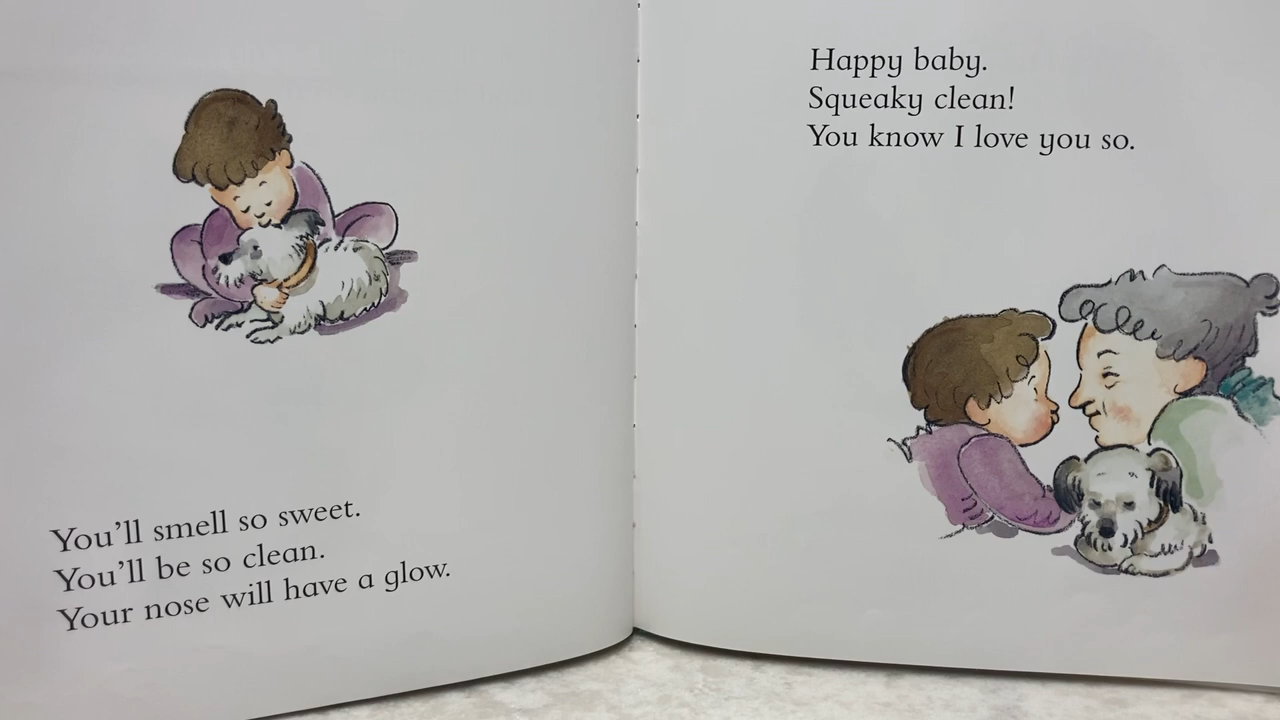 You'll smell so sweet.
You'll be so clean.
Your nose will have a glow.
Happy baby.
Squeaky clean!
You know I love you so.